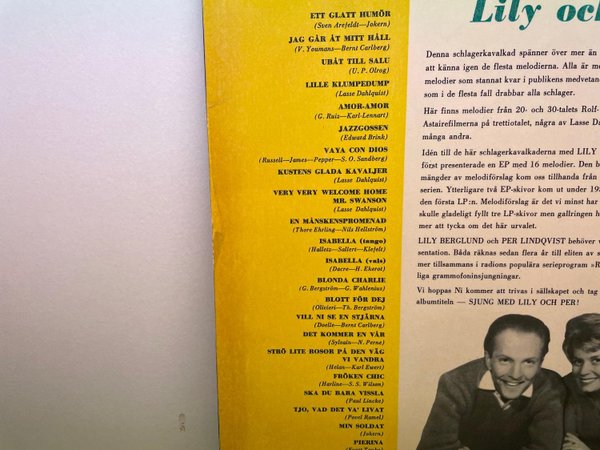 ETT GLATT HUMÖR
(Sven Arefeldt—Jokern)
JAG GÅR ÅT MITT HÅLL
(V. Youmans—Bernt Carlberg)
UBÅT TILL SALU
(U. P. Olrog)
LILLE KLUMPEDUMP
(Lasse Dahlquist)
AMOR-AMOR
(G. Ruiz—Karl-Lennart)
JAZZGOSSEN
(Edward Brink)
VAYA CON DIOS
(Russell—James—Pepper—S. O. Sandberg)
KUSTENS GLADA KAVALJER
(Lasse Dahlquist)
VERY VERY WELCOME HOME
MR. SWANSON
(Lasse Dahlquist)
EN MÅNSKENSPROMENAD
(Thore Ehrling—Nils Hellström)
ISABELLA (tango)
(Halletz—Sallert—Klefelt)
ISABELLA (vals)
(Dacre—H. Ekerot)
BLONDA CHARLIE
(G. Bergström—G. Wahlenius)
BLOTT FÖR DEJ
(Olivieri—Th. Bergström)
VILL NI SE EN STJÄRNA
(Doelle—Bernt Carlberg)
DET KOMMER EN VÅR
(Sylvain—N. Perne)
STRÖ LITE ROSOR PÅ DEN VÄG
VI VANDRA
(Helan—Karl Ewert)
FRÖKEN CHIC
(Harline—S. S. Wilson)
SKA DU BARA VISSLA
(Paul Lincke)
TJO, VAD DET VA' LIVAT
(Povel Ramel)
MIN SOLDAT
(Jokern)
PIERINA
Lily och
Denna schlagerkavalkad spänner över mer än
att känna igen de flesta melodierna. Alla är me
melodier som stannat kvar i publikens medvetan
som i de flesta fall drabbar alla schlager.
Här finns melodier från 20- och 30-talets Rolf-
Astairefilmerna på trettiotalet, några av Lasse Da
många andra.
Idén till de här schlagerkavalkaderna med LILY
först presenterade en EP med 16 melodier. Den b
mängder av melodiförslag kom oss tillhanda från
serien. Ytterligare två EP-skivor kom ut under 195
den första LP:n. Melodiförslag är det vi minst har
skulle gladeligt fyllt tre LP-skivor men gallringen h
mer att tycka om det här urvalet.
LILY BERGLUND och PER LINDQVIST behöver v
sentation. Båda räknas sedan flera år till eliten av s
mer tillsammans i radions populära serieprogram »R
liga grammofoninsjungningar.
Vi hoppas Ni kommer att trivas i sällskapet och tag
albumtiteln — SJUNG MED LILY OCH PER!